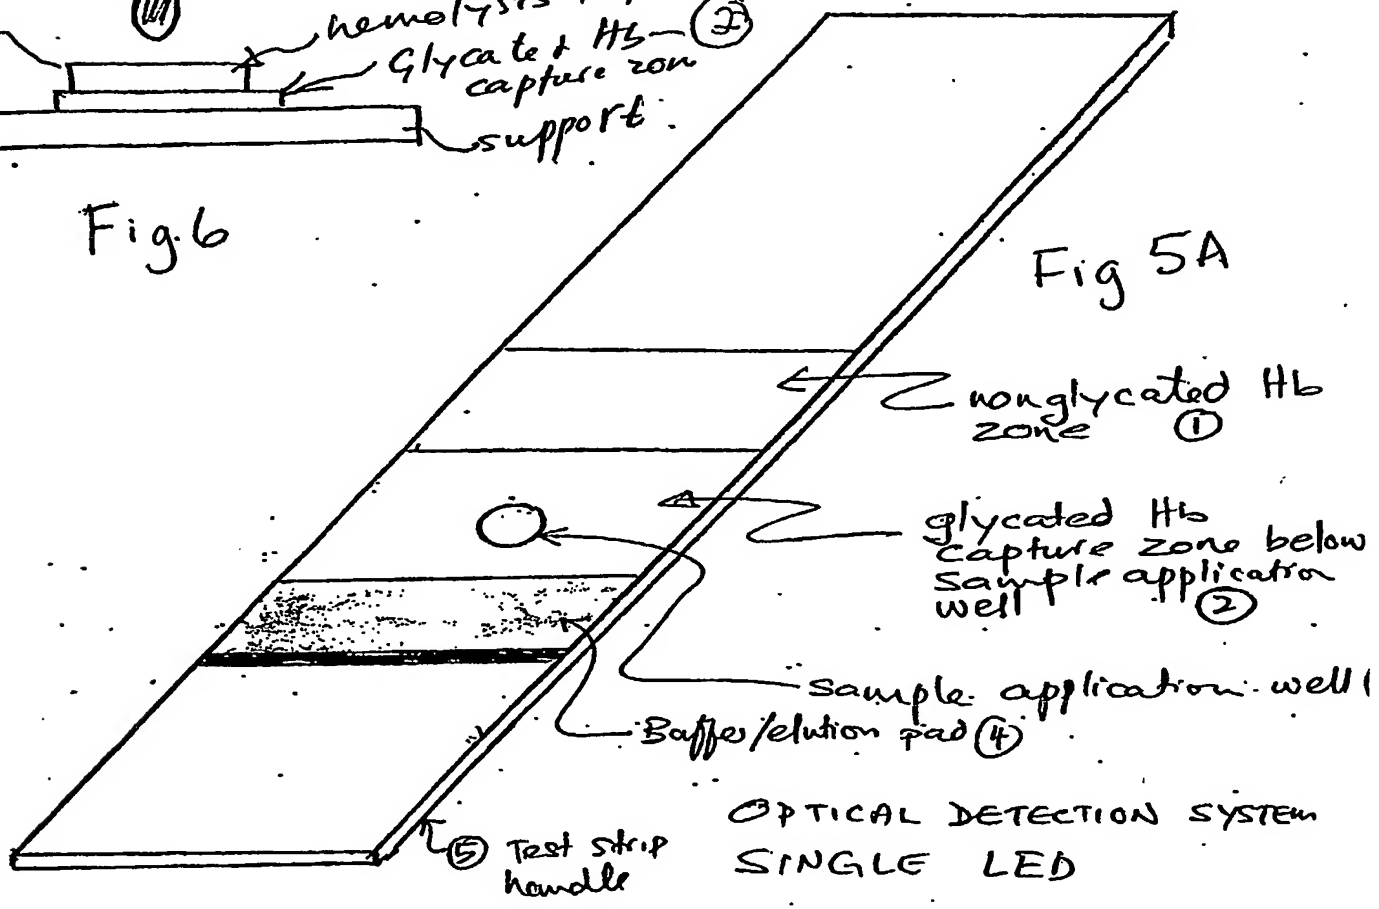 hemolysis
Glycated Hb ②
capture zon
support
Fig.6
Fig 5A
nonglycated Hb
zone ①
glycated Hb
capture zone below
sample application
well ②
sample application well
Buffer/elution pad ④
⑤ Test strip
handle
OPTICAL DETECTION SYSTEM
SINGLE LED